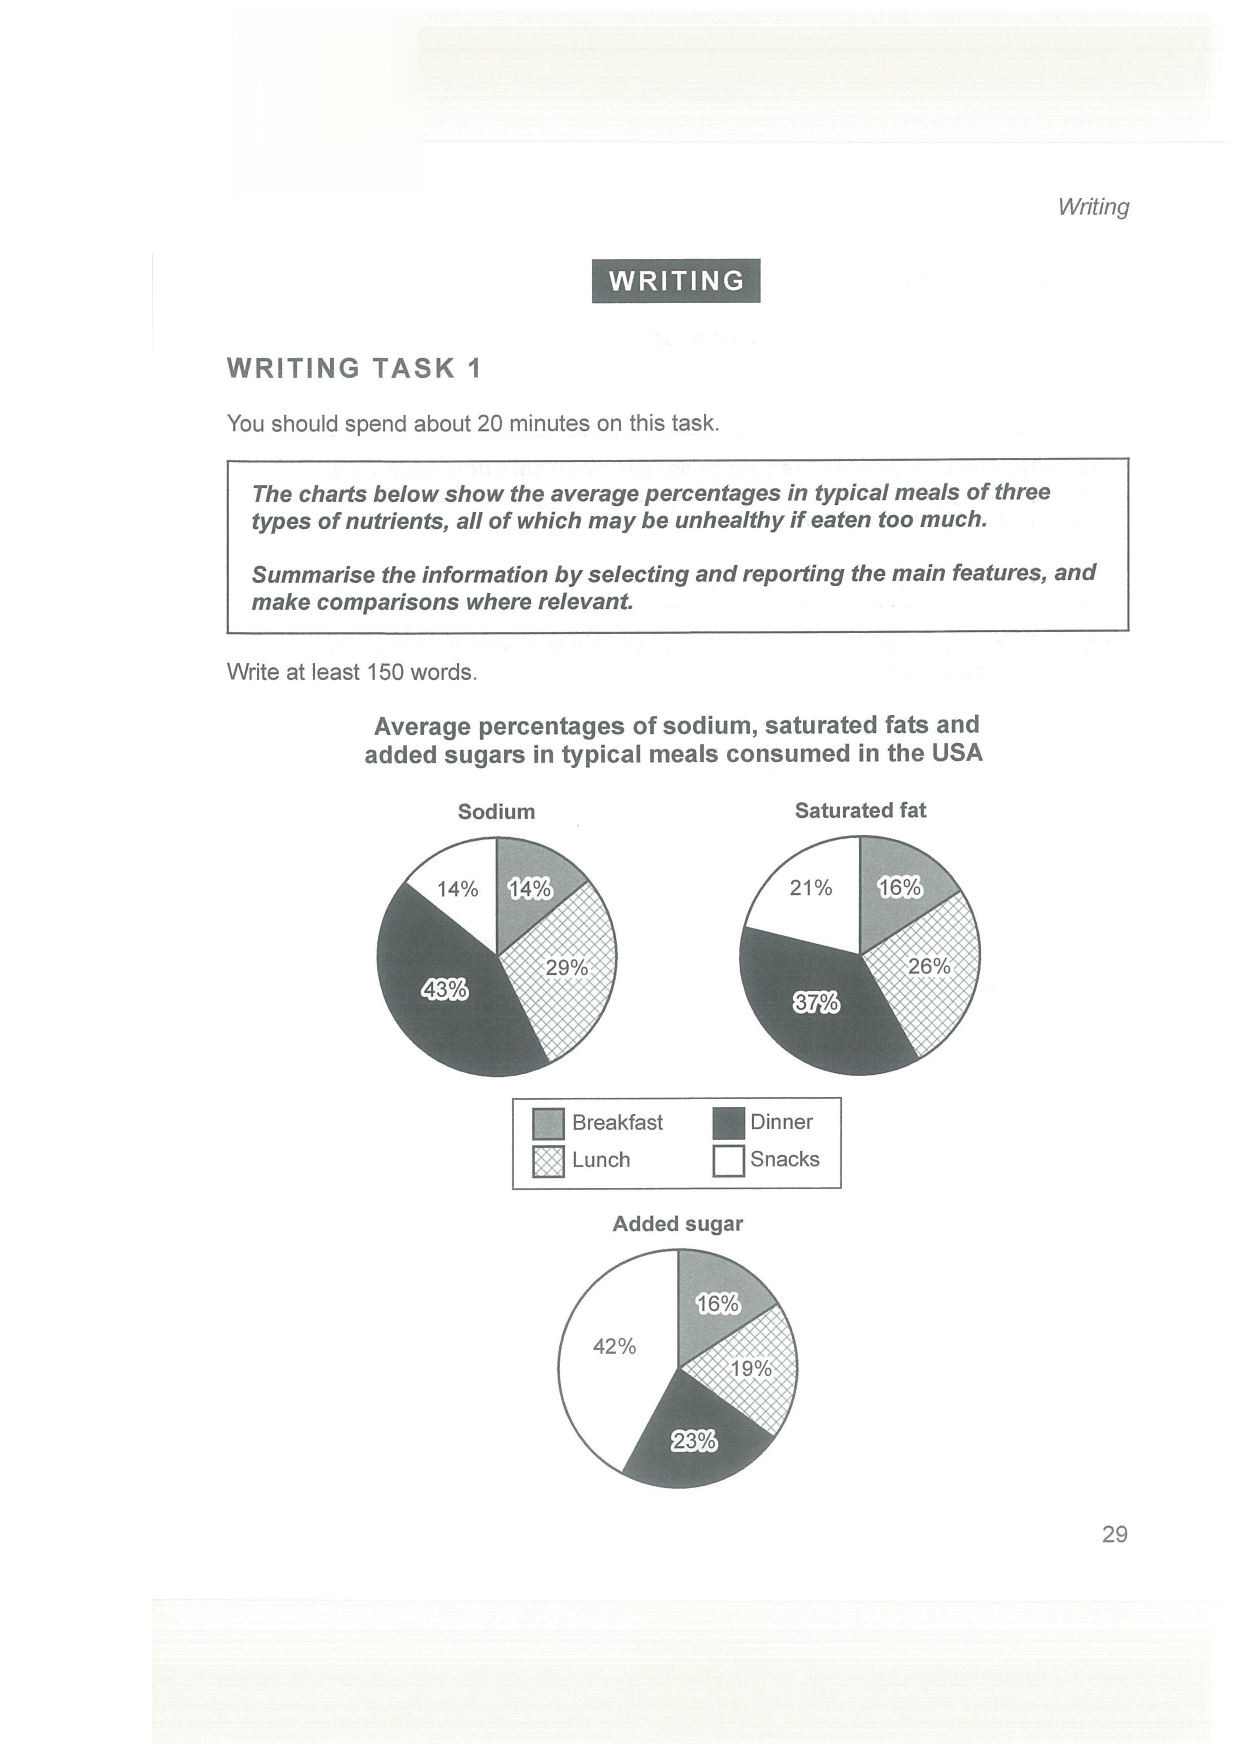 Writing
WRITING
WRITING TASK 1
You should spend about 20 minutes on this task.
The charts below show the average percentages in typical meals of three
types of nutrients, all of which may be unhealthy if eaten too much.
Summarise the information by selecting and reporting the main features, and
make comparisons where relevant.
Write at least 150 words.
Average percentages of sodium, saturated fats and
added sugars in typical meals consumed in the USA
Sodium
Saturated fat
14%
14%
29%
43%
21%
16%
26%
37%
Breakfast
Dinner
Lunch
Snacks
Added sugar
16%
42%
19%
23%
29